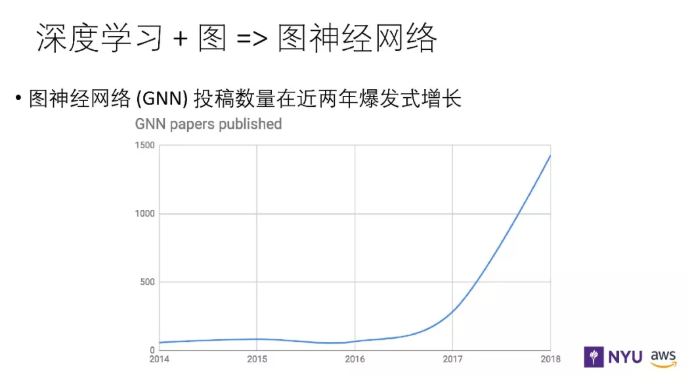 深度学习 + 图 => 图神经网络
• 图神经网络 (GNN) 投稿数量在近两年爆发式增长
GNN papers published
1500
1000
500
0
2014 2015 2016 2017 2018
NYU aws